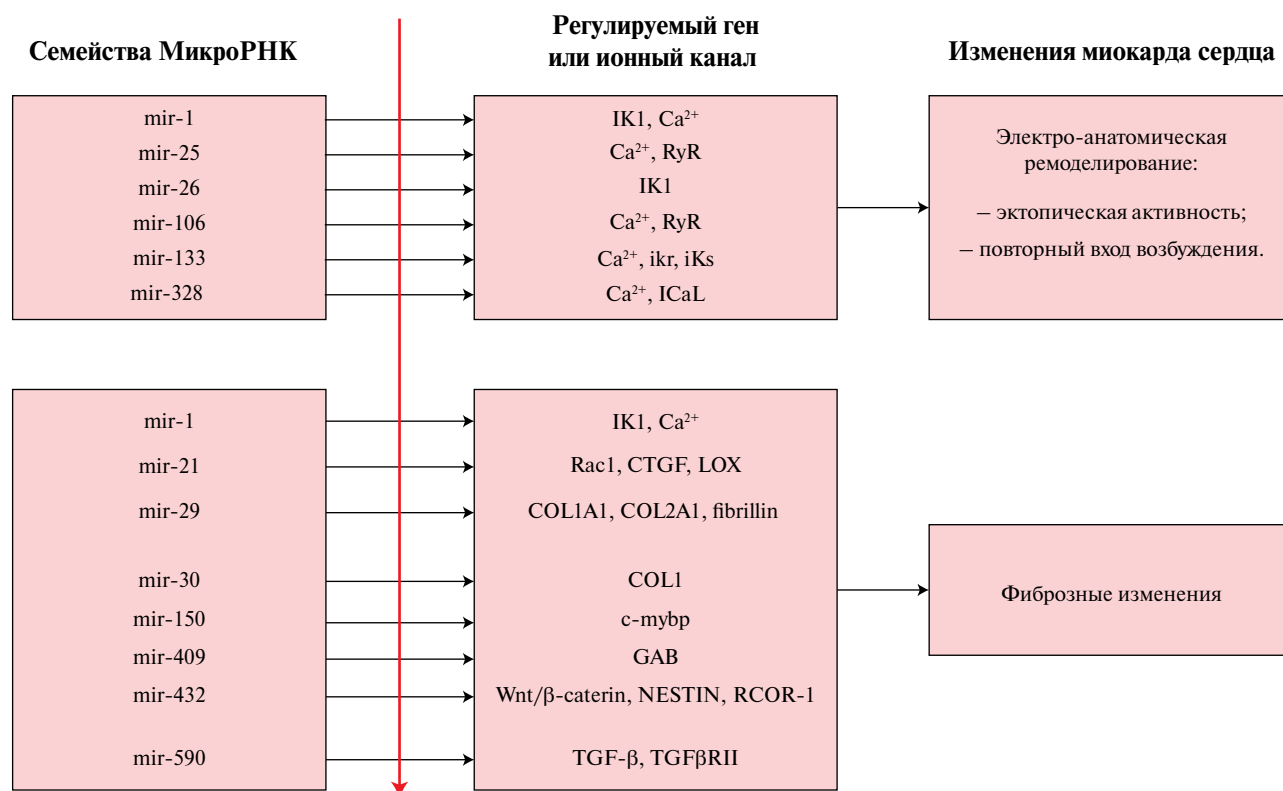 Семейства МикроРНК
Регулируемый ген
или ионный канал
Изменения миокарда сердца
mir-1
IK1, Ca²⁺
mir-25
Ca²⁺, RyR
mir-26
IK1
mir-106
Ca²⁺, RyR
mir-133
Ca²⁺, ikr, iKs
mir-328
Ca²⁺, ICaL
Электро-анатомическая
ремоделирование:
– эктопическая активность;
– повторный вход возбуждения.
mir-1
IK1, Ca²⁺
mir-21
Rac1, CTGF, LOX
mir-29
COL1A1, COL2A1, fibrillin
mir-30
COL1
mir-150
c-mybp
mir-409
GAB
mir-432
Wnt/β-caterin, NESTIN, RCOR-1
mir-590
TGF-β, TGFβRII
Фиброзные изменения